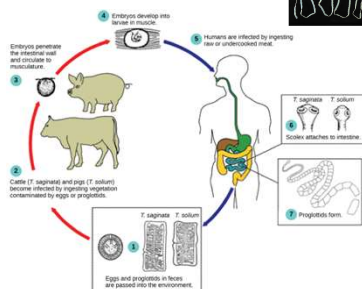 4
Embryos develop into
larvae in muscle.
5
Humans are infected by ingesting
raw or undercooked meat.
Embryos penetrate
the intestinal wall
and circulate to
musculature.
3
T. saginata T. solium
6
Scolex attaches to intestine.
2
Cattle (T. saginata) and pigs (T. solium)
become infected by ingesting vegetation
contaminated by eggs or proglottids.
7
Proglottids form.
T. saginata T. solium
1
Eggs and proglottids in feces
are passed into the environment.